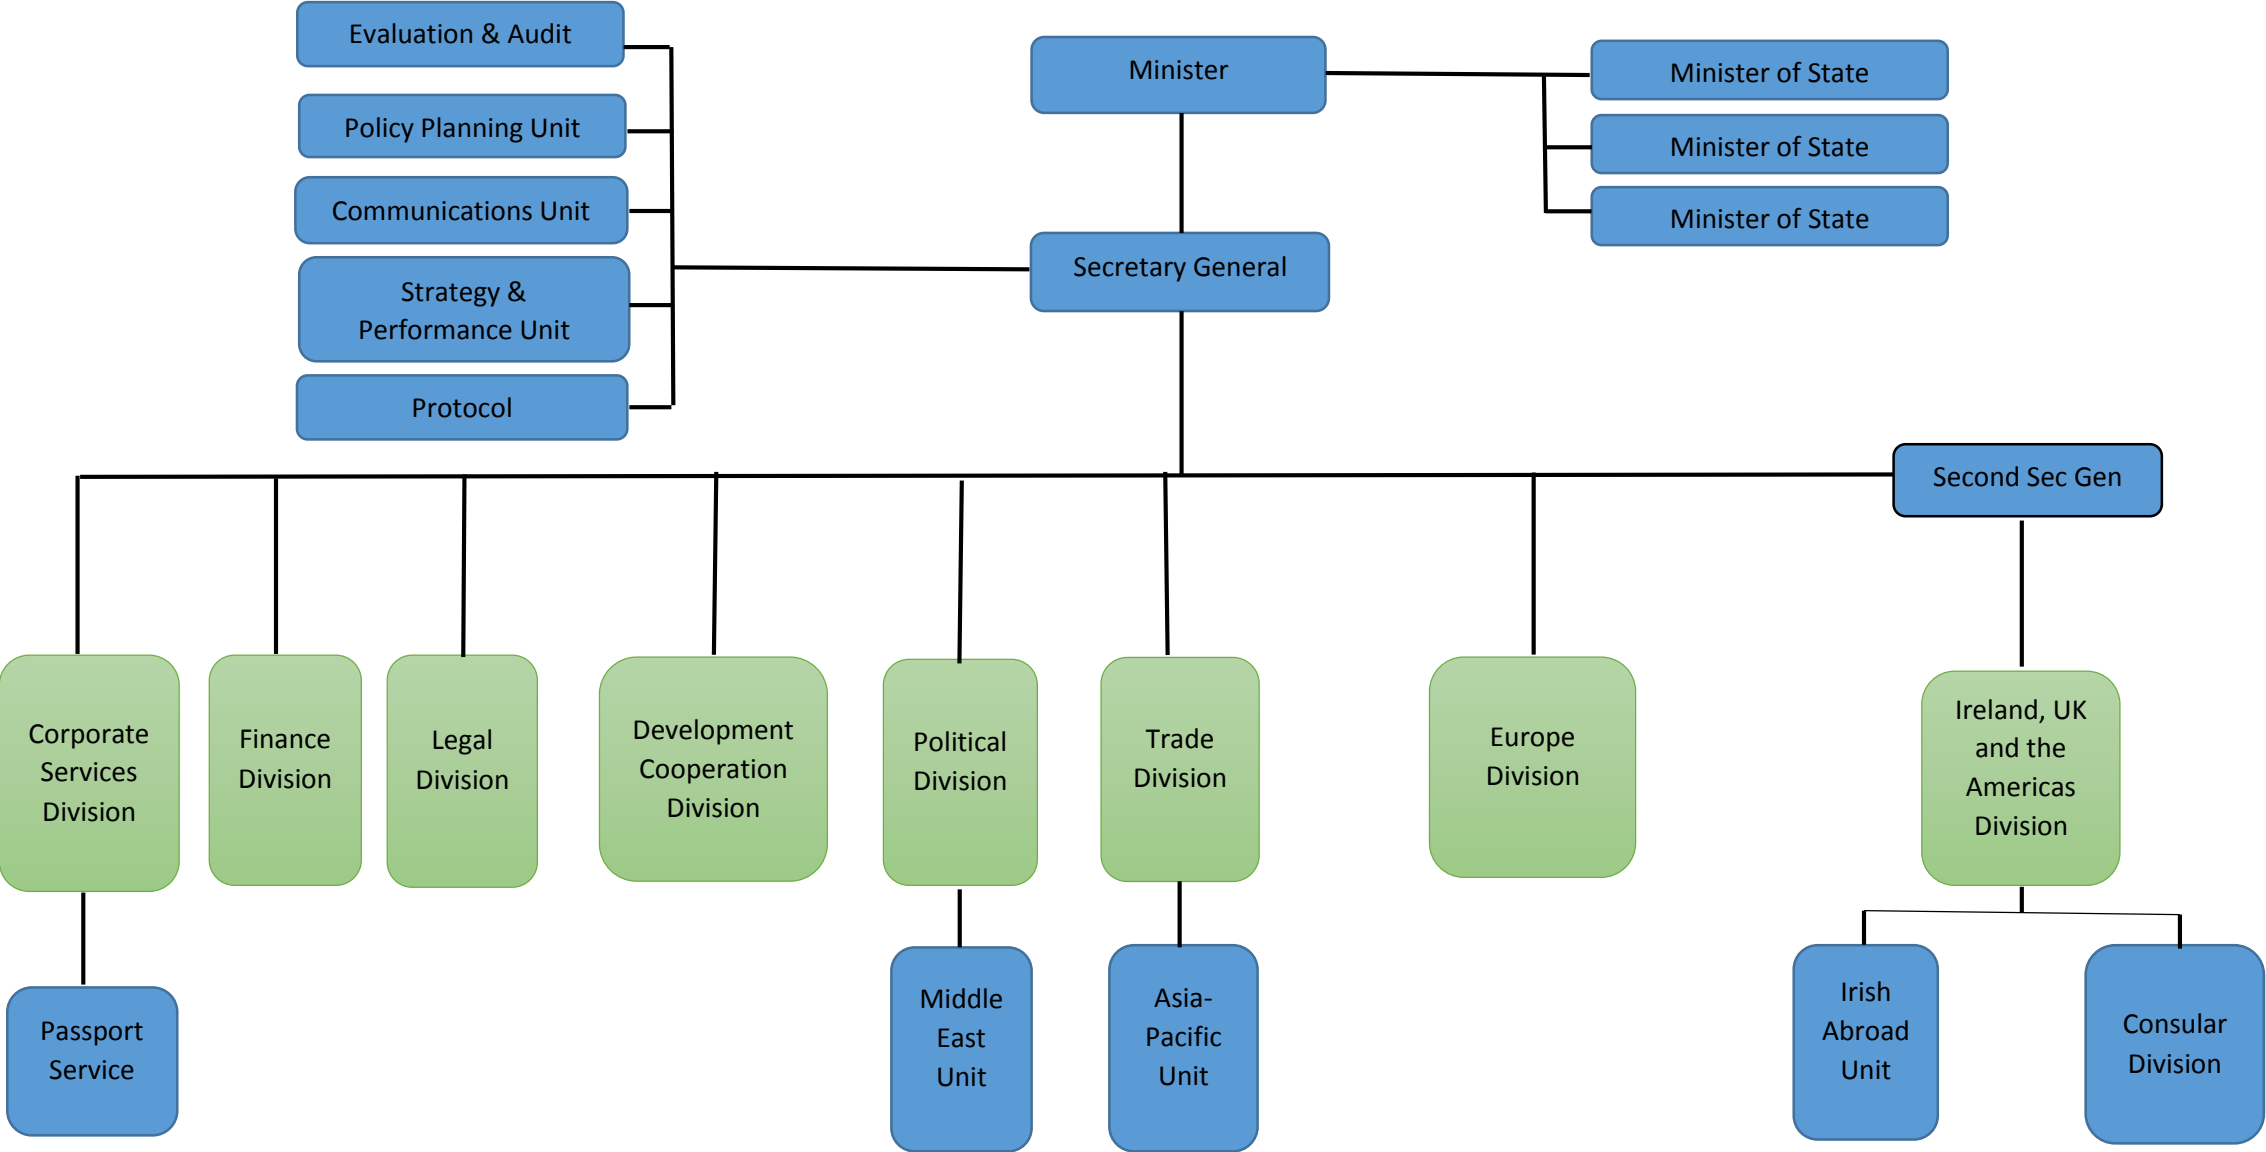 Evaluation & Audit
Policy Planning Unit
Communications Unit
Strategy &
Performance Unit
Protocol
Minister
Secretary General
Minister of State
Minister of State
Minister of State
Second Sec Gen
Corporate
Services
Division
Finance
Division
Legal
Division
Development
Cooperation
Division
Political
Division
Trade
Division
Europe
Division
Ireland, UK
and the
Americas
Division
Passport
Service
Middle
East
Unit
Asia-
Pacific
Unit
Irish
Abroad
Unit
Consular
Division